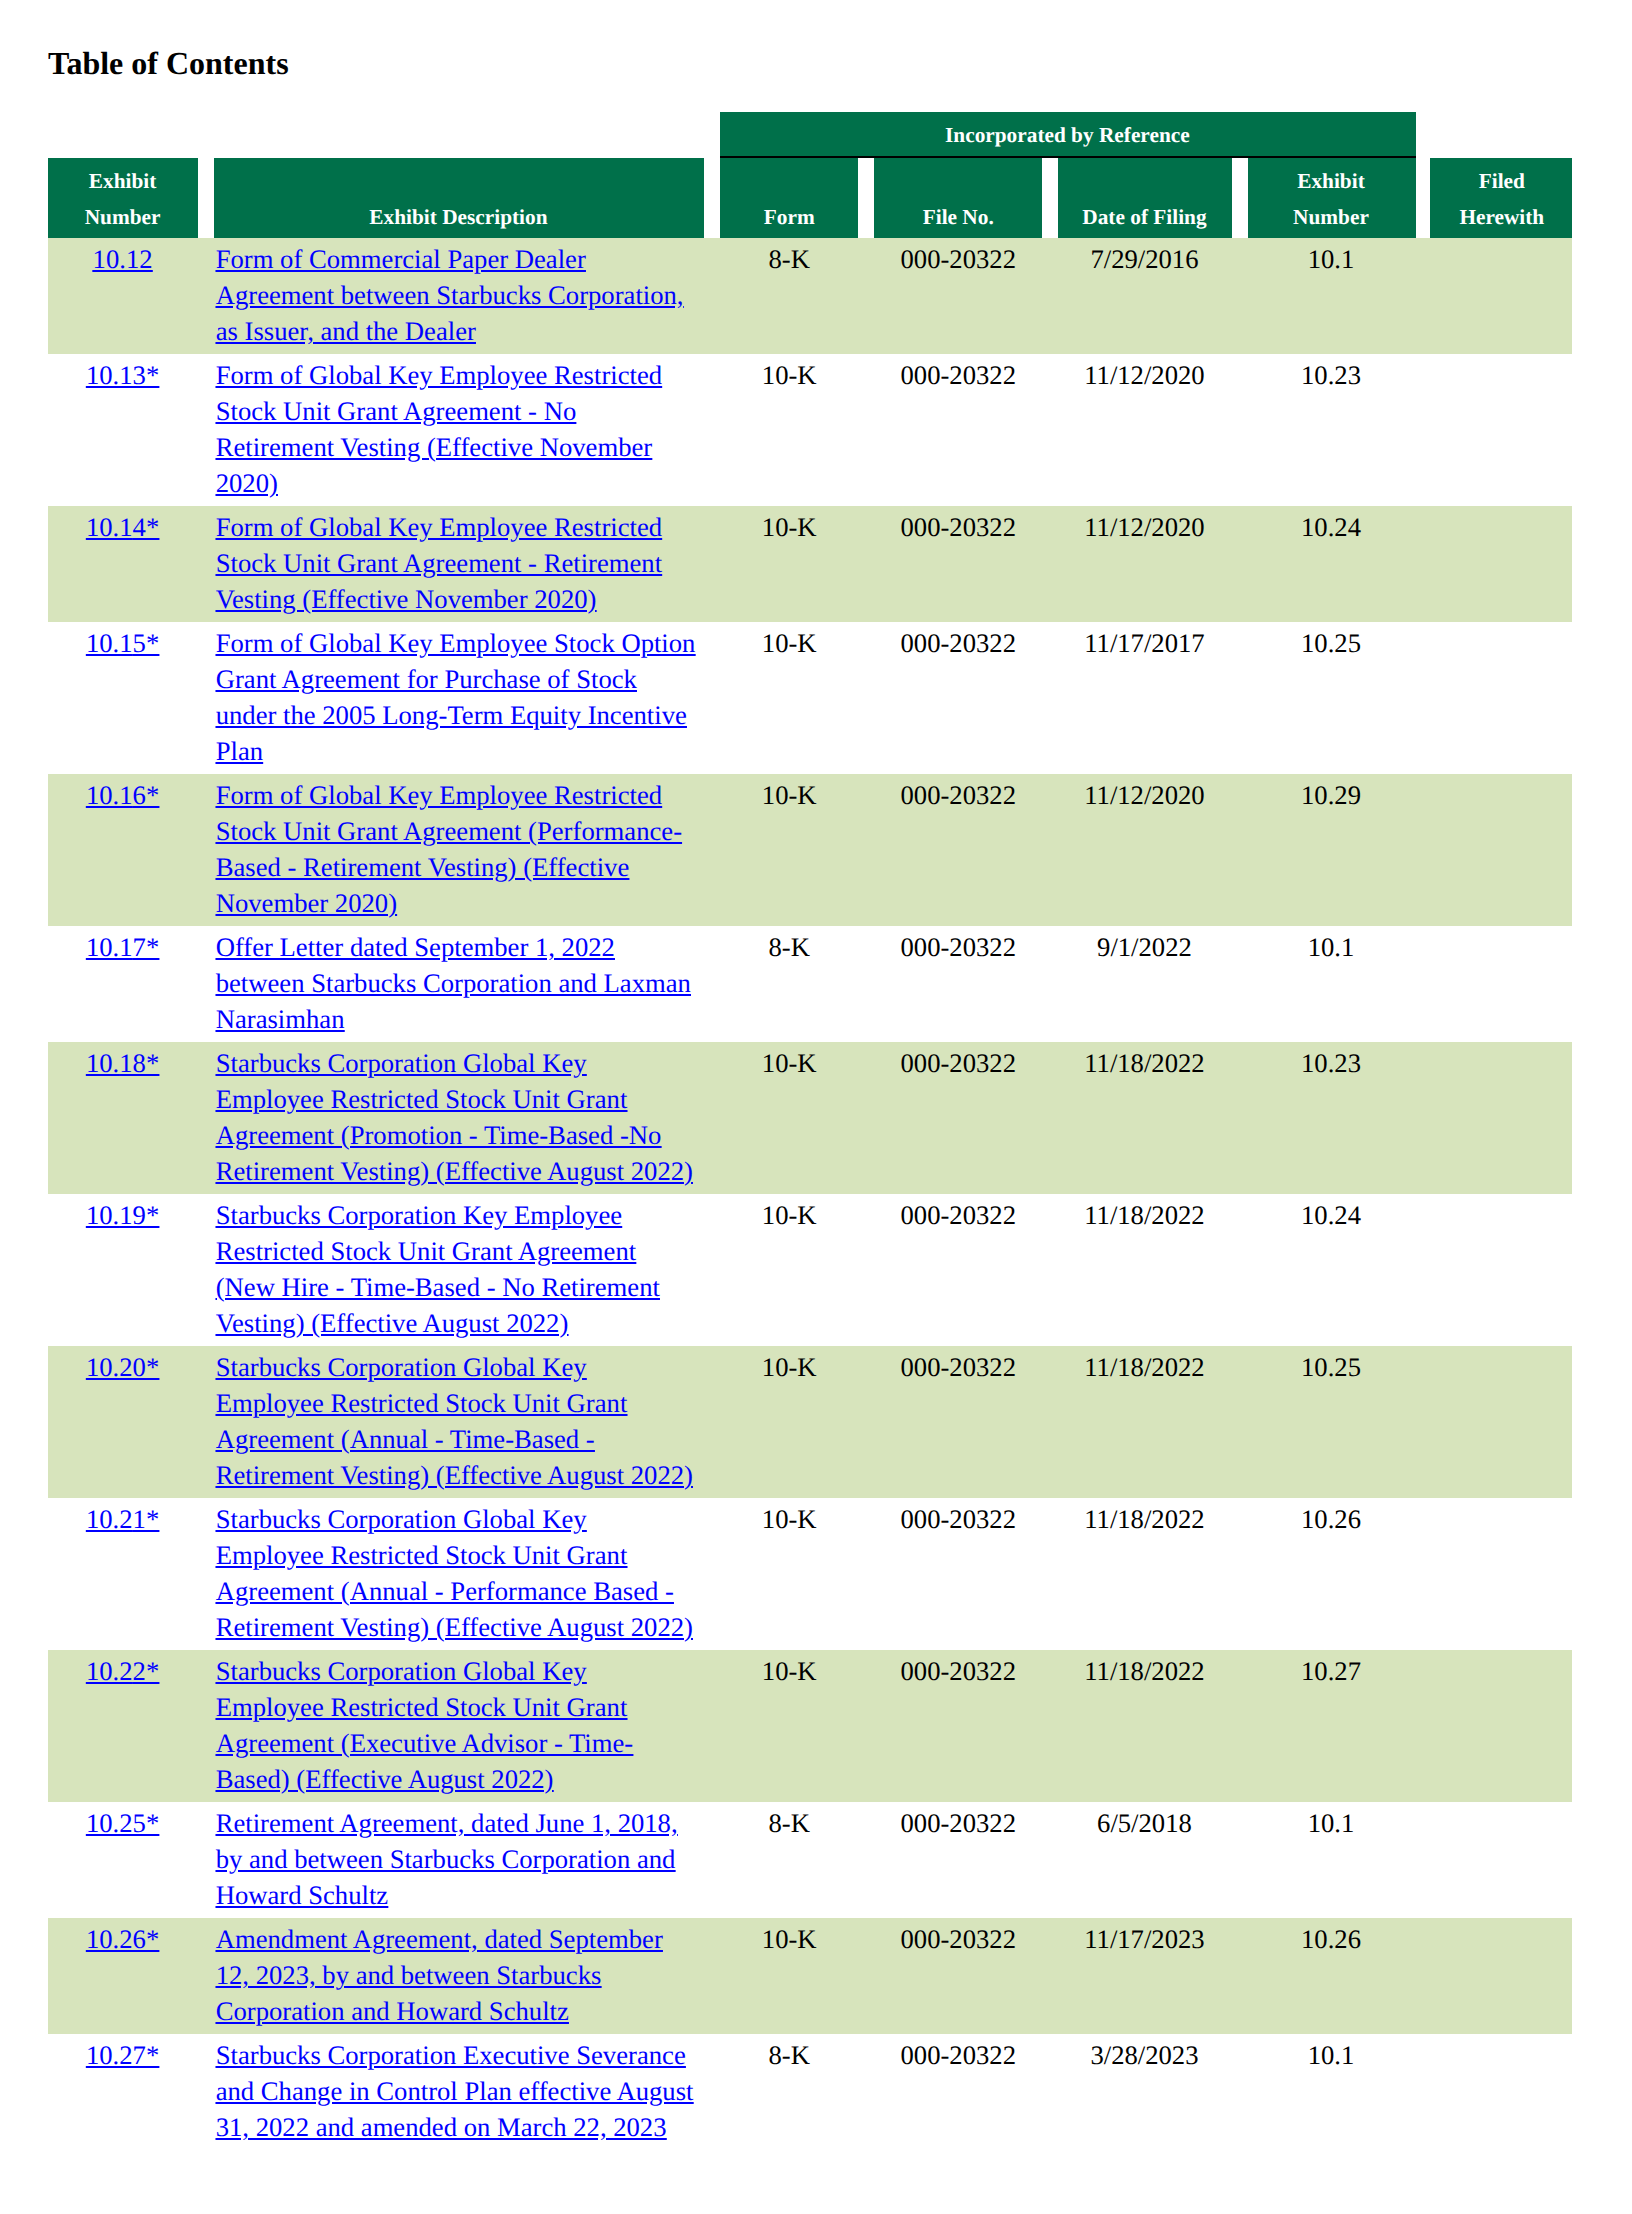 Table of Contents
Incorporated by Reference
Exhibit Number Exhibit Description Form File No. Date of Filing Exhibit Number Filed Herewith
10.12 Form of Commercial Paper Dealer 8-K 000-20322 7/29/2016 10.1
Agreement between Starbucks Corporation,
as Issuer, and the Dealer
10.13* Form of Global Key Employee Restricted 10-K 000-20322 11/12/2020 10.23
Stock Unit Grant Agreement - No
Retirement Vesting (Effective November
2020)
10.14* Form of Global Key Employee Restricted 10-K 000-20322 11/12/2020 10.24
Stock Unit Grant Agreement - Retirement
Vesting (Effective November 2020)
10.15* Form of Global Key Employee Stock Option 10-K 000-20322 11/17/2017 10.25
Grant Agreement for Purchase of Stock
under the 2005 Long-Term Equity Incentive
Plan
10.16* Form of Global Key Employee Restricted 10-K 000-20322 11/12/2020 10.29
Stock Unit Grant Agreement (Performance-
Based - Retirement Vesting) (Effective
November 2020)
10.17* Offer Letter dated September 1, 2022 8-K 000-20322 9/1/2022 10.1
between Starbucks Corporation and Laxman
Narasimhan
10.18* Starbucks Corporation Global Key 10-K 000-20322 11/18/2022 10.23
Employee Restricted Stock Unit Grant
Agreement (Promotion - Time-Based -No
Retirement Vesting) (Effective August 2022)
10.19* Starbucks Corporation Key Employee 10-K 000-20322 11/18/2022 10.24
Restricted Stock Unit Grant Agreement
(New Hire - Time-Based - No Retirement
Vesting) (Effective August 2022)
10.20* Starbucks Corporation Global Key 10-K 000-20322 11/18/2022 10.25
Employee Restricted Stock Unit Grant
Agreement (Annual - Time-Based -
Retirement Vesting) (Effective August 2022)
10.21* Starbucks Corporation Global Key 10-K 000-20322 11/18/2022 10.26
Employee Restricted Stock Unit Grant
Agreement (Annual - Performance Based -
Retirement Vesting) (Effective August 2022)
10.22* Starbucks Corporation Global Key 10-K 000-20322 11/18/2022 10.27
Employee Restricted Stock Unit Grant
Agreement (Executive Advisor - Time-
Based) (Effective August 2022)
10.25* Retirement Agreement, dated June 1, 2018, 8-K 000-20322 6/5/2018 10.1
by and between Starbucks Corporation and
Howard Schultz
10.26* Amendment Agreement, dated September 10-K 000-20322 11/17/2023 10.26
12, 2023, by and between Starbucks
Corporation and Howard Schultz
10.27* Starbucks Corporation Executive Severance 8-K 000-20322 3/28/2023 10.1
and Change in Control Plan effective August
31, 2022 and amended on March 22, 2023